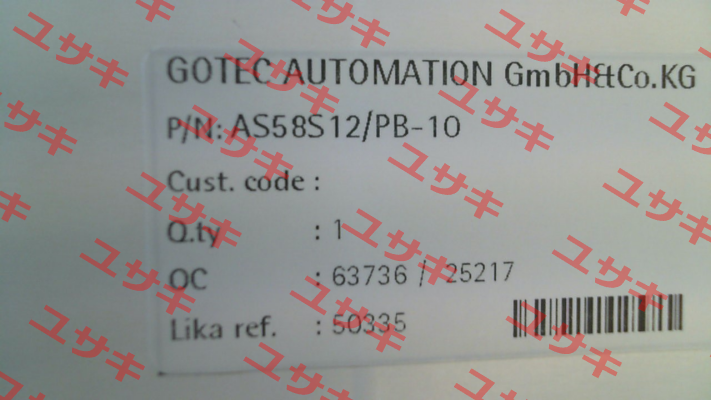 GOTEC AUTOMATION GmbH&Co.KG
P/N: AS58S12/PB-10
Cust. code :
Q.ty : 1
OC : 63736 / 25217
Lika ref. : 50335
ユサキ